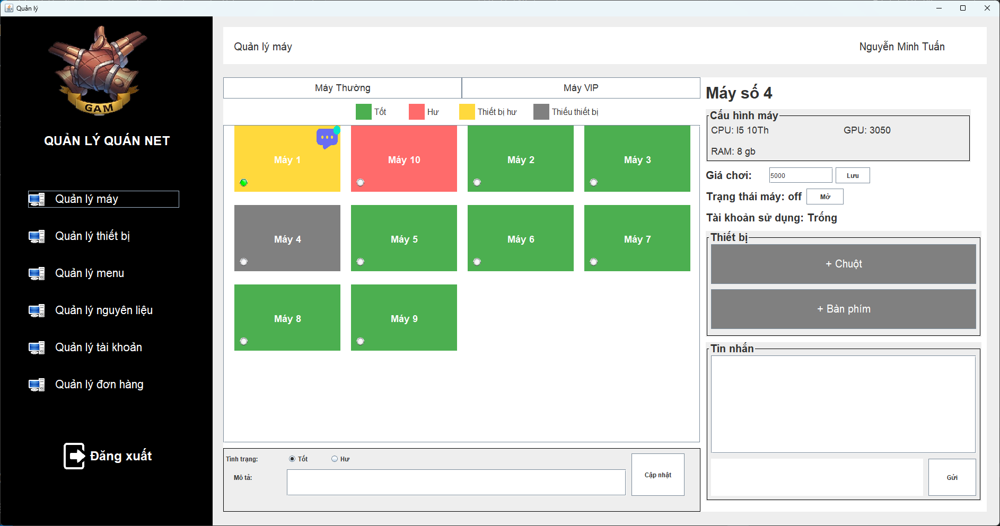 Quản lý
GAM
QUẢN LÝ QUÁN NET
Quản lý máy
Quản lý thiết bị
Quản lý menu
Quản lý nguyên liệu
Quản lý tài khoản
Quản lý đơn hàng
Đăng xuất
Quản lý máy
Nguyễn Minh Tuấn
Máy Thường
Máy VIP
Tốt
Hư
Thiết bị hư
Thiếu thiết bị
Máy 1
Máy 10
Máy 2
Máy 3
Máy 4
Máy 5
Máy 6
Máy 7
Máy 8
Máy 9
Tình trạng:
Tốt
Hư
Mô tả:
Cập nhật
Máy số 4
Cấu hình máy
CPU: I5 10Th
GPU: 3050
RAM: 8 gb
Giá chơi:
5000
Lưu
Trạng thái máy: off
Mở
Tài khoản sử dụng: Trống
Thiết bị
+ Chuột
+ Bàn phím
Tin nhắn
Gửi